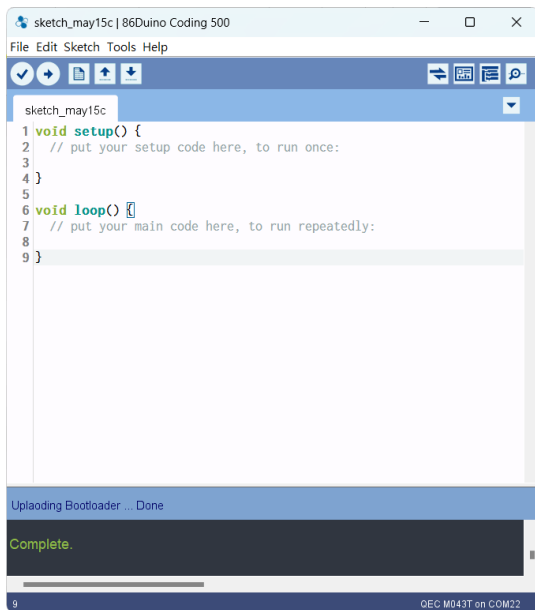 sketch_may15c | 86Duino Coding 500
File Edit Sketch Tools Help
sketch_may15c
1 void setup() {
2 // put your setup code here, to run once:
3
4 }
5
6 void loop() {
7 // put your main code here, to run repeatedly:
8
9 }
Uplaoding Bootloader ... Done
Complete.
9 QEC M043T on COM22